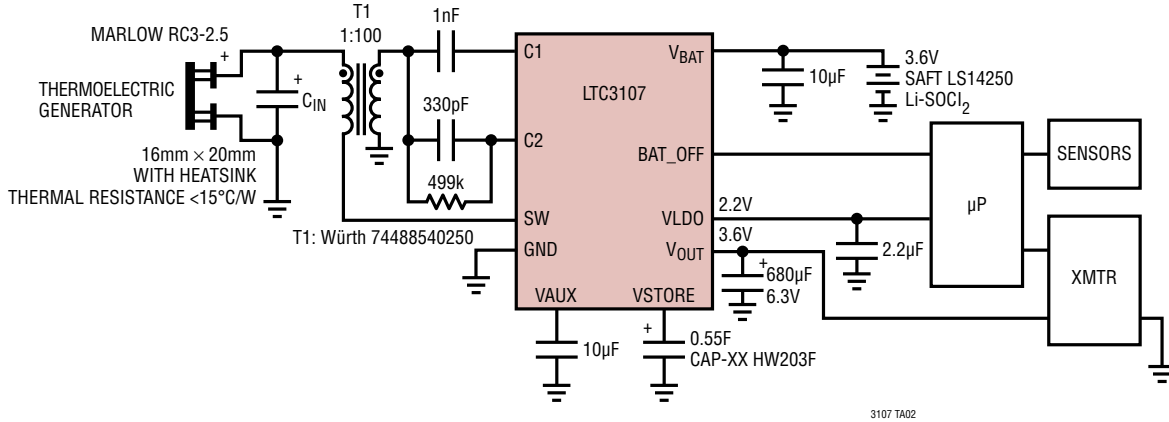 MARLOW RC3-2.5
+
THERMOELECTRIC
GENERATOR
+
CIN
16mm × 20mm
WITH HEATSINK
THERMAL RESISTANCE <15°C/W
T1
1:100
1nF
330pF
499k
T1: Würth 74488540250
C1
C2
SW
GND
LTC3107
VBAT
BAT_OFF
VLDO
VOUT
VAUX
VSTORE
10µF
3.6V
SAFT LS14250
Li-SOCI2
2.2V
3.6V
2.2µF
+
680µF
6.3V
µP
SENSORS
XMTR
10µF
+
0.55F
CAP-XX HW203F
3107 TA02